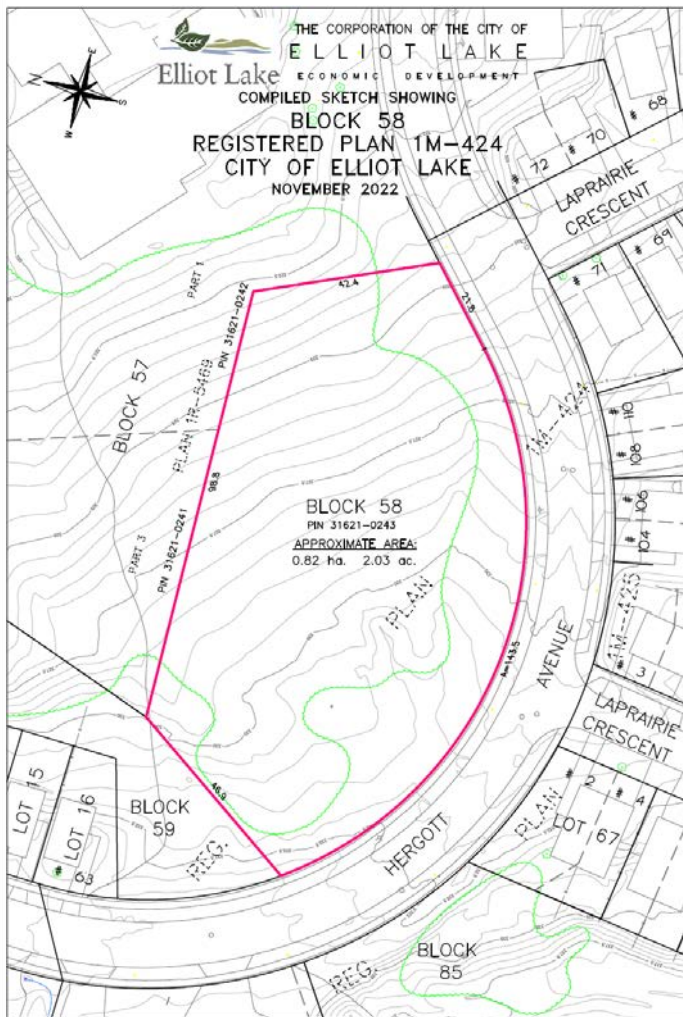 THE CORPORATION OF THE CITY OF
ELLIOT LAKE
ECONOMIC DEVELOPMENT
Elliot Lake
COMPILED SKETCH SHOWING
BLOCK 58
REGISTERED PLAN 1M-424
CITY OF ELLIOT LAKE
NOVEMBER 2022
N
E
S
W
# 68
# 70
# 72
LAPRAIRIE
CRESCENT
# 69
# 71
PART 1
PIN 31621-0242
42.4
21.8
BLOCK 57
PLAN 1R-5469
1M-424
# 110
# 108
# 106
# 104
98.8
BLOCK 58
PIN 31621-0243
APPROXIMATE AREA:
0.82 ha. 2.03 ac.
PART 3
PIN 31621-0241
PLAN
1M-425
# 3
A=143.5
AVENUE
LAPRAIRIE
CRESCENT
46.9
LOT 15
LOT 16
# 63
BLOCK
59
REG.
HERGOTT
PLAN
# 2
# 4
LOT 67
BLOCK
85
REG.